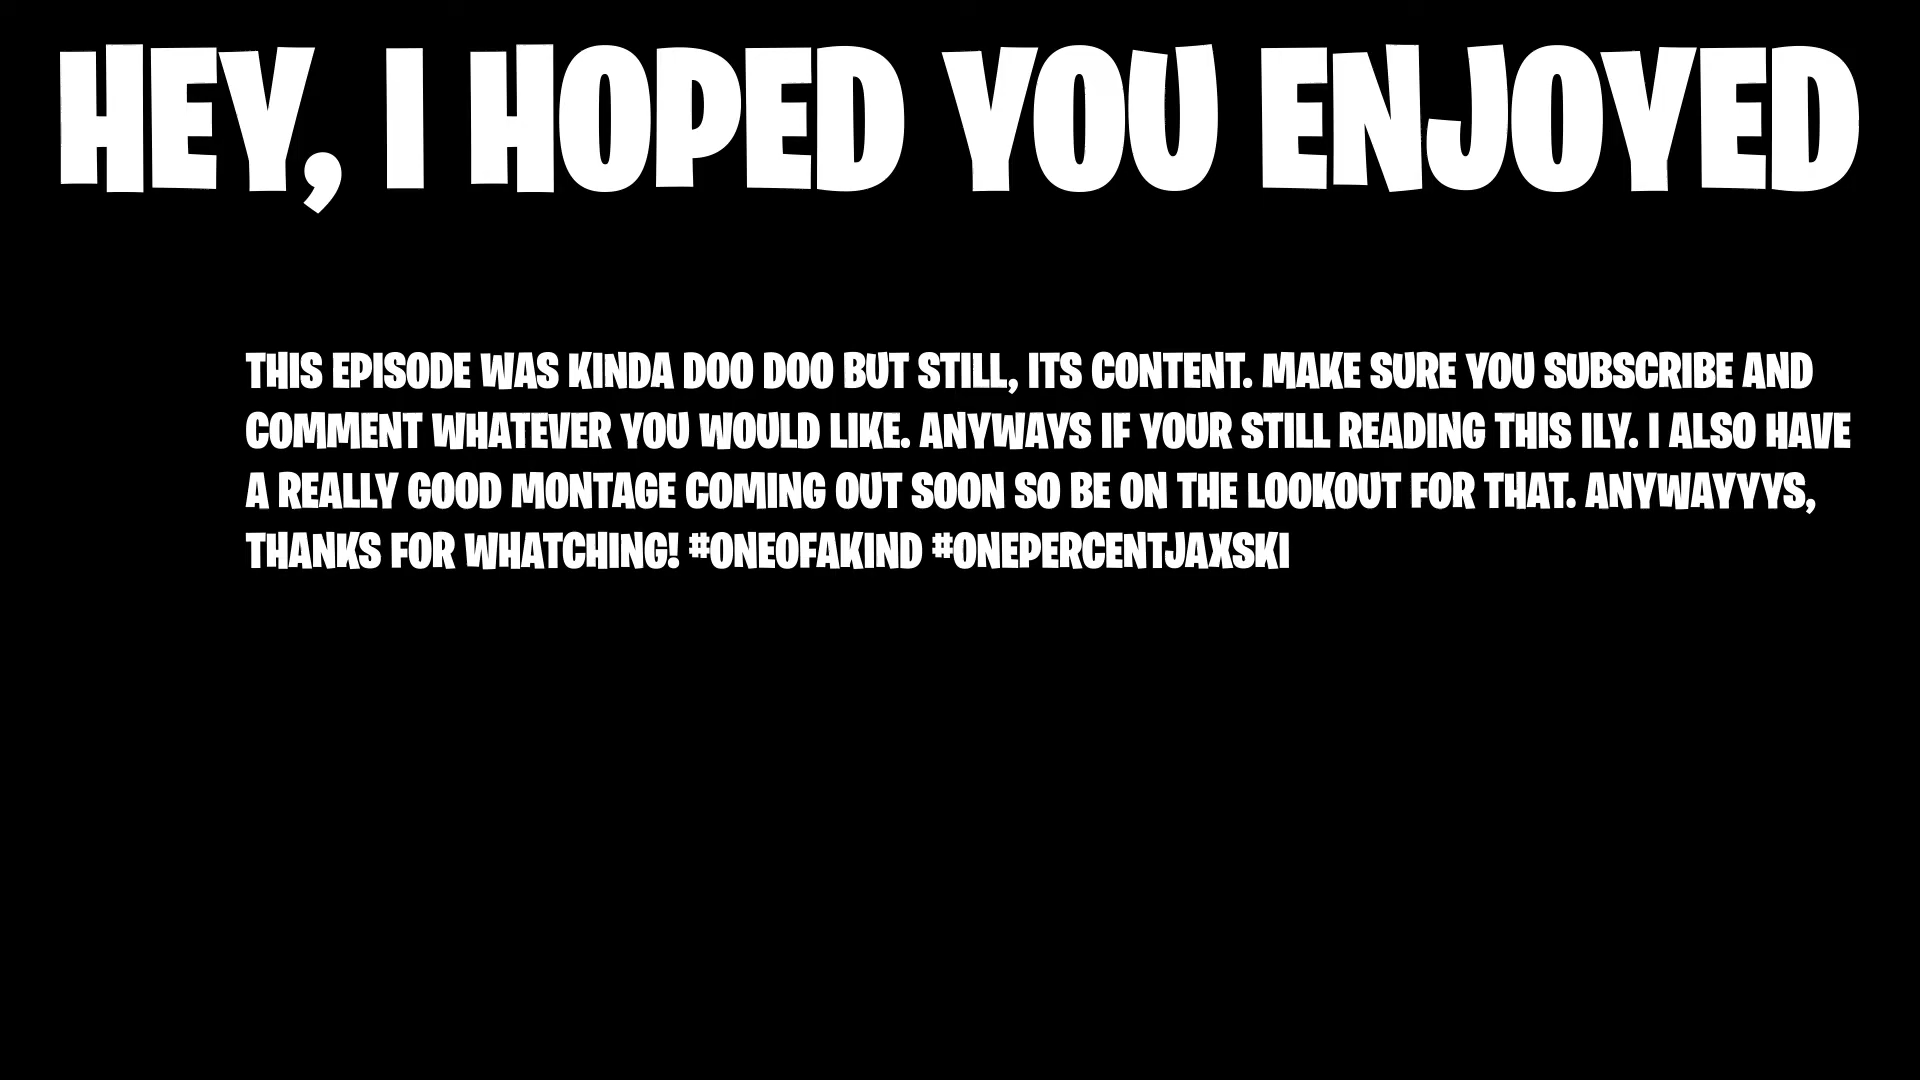 HEY, I HOPED YOU ENJOYED
THIS EPISODE WAS KINDA DOO DOO BUT STILL, ITS CONTENT. MAKE SURE YOU SUBSCRIBE AND
COMMENT WHATEVER YOU WOULD LIKE. ANYWAYS IF YOUR STILL READING THIS ILY. I ALSO HAVE
A REALLY GOOD MONTAGE COMING OUT SOON SO BE ON THE LOOKOUT FOR THAT. ANYWAYYYS,
THANKS FOR WHATCHING! #ONEOFAKIND #ONEPERCENTJAXSKI